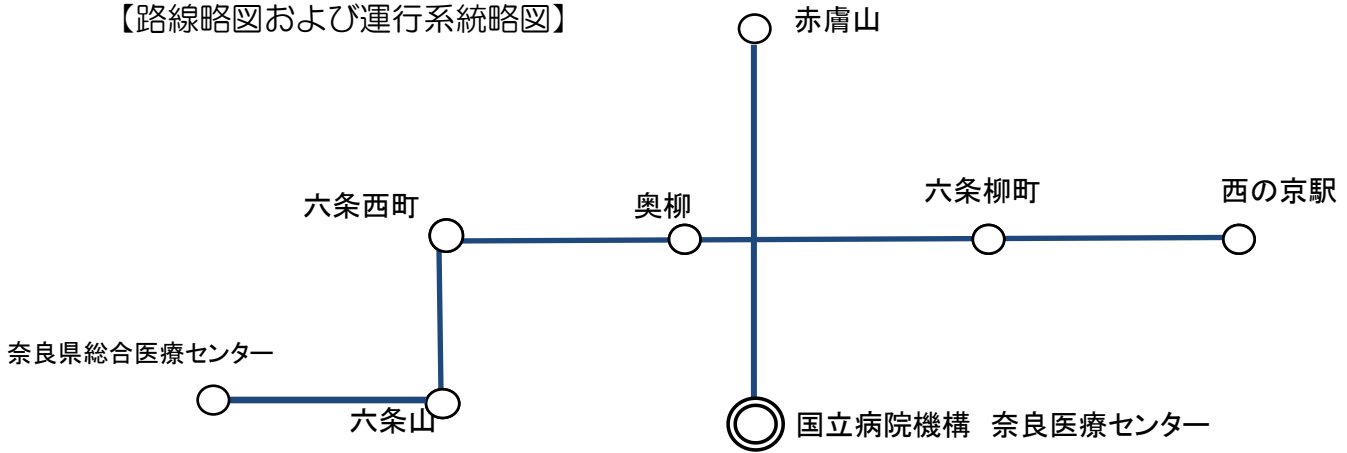 【路線略図および運行系統略図】
赤膚山
六条西町
奥柳
六条柳町
西の京駅
奈良県総合医療センター
六条山
国立病院機構 奈良医療センター